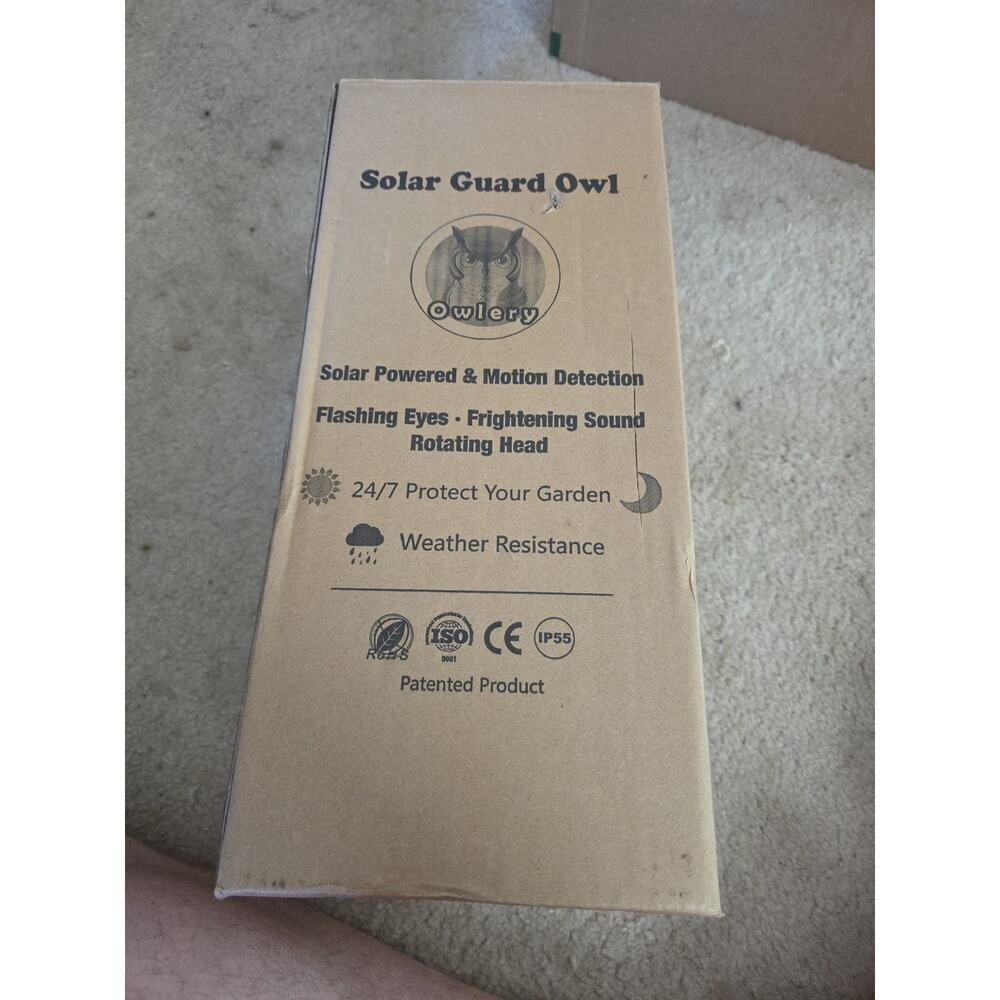 Solar Guard Owl
Owlery
Solar Powered & Motion Detection
Flashing Eyes · Frightening Sound
Rotating Head
24/7 Protect Your Garden
Weather Resistance
RoHS ISO CE IP55
9001
Patented Product